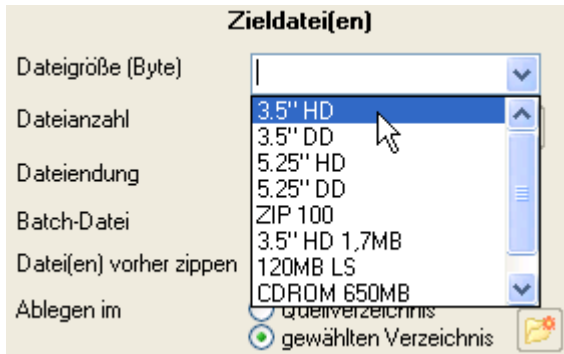 Zieldatei(en)
Dateigröße (Byte)
Dateianzahl
3.5'' HD
3.5'' DD
5.25'' HD
5.25'' DD
ZIP 100
3.5'' HD 1,7MB
120MB LS
CDROM 650MB
Dateiendung
Batch-Datei
Datei(en) vorher zippen
Ablegen im
Quellverzeichnis
gewählten Verzeichnis